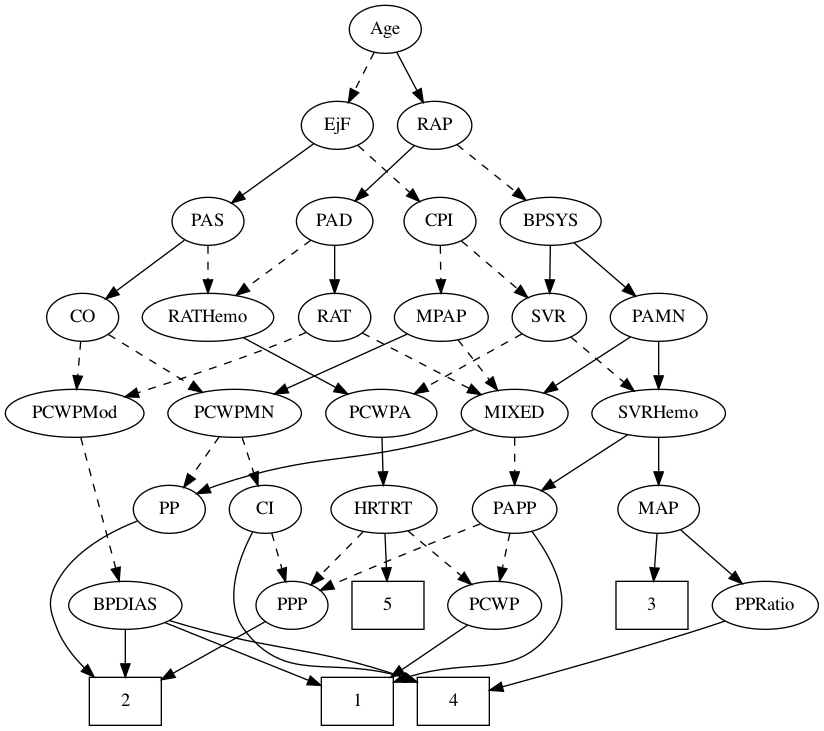 Age
EjF
RAP
PAS
PAD
CPI
BPSYS
CO
RATHemo
RAT
MPAP
SVR
PAMN
PCWPMod
PCWPMN
PCWPA
MIXED
SVRHemo
PP
CI
HRTRT
PAPP
MAP
BPDIAS
PPP
5
PCWP
3
PPRatio
2
1
4